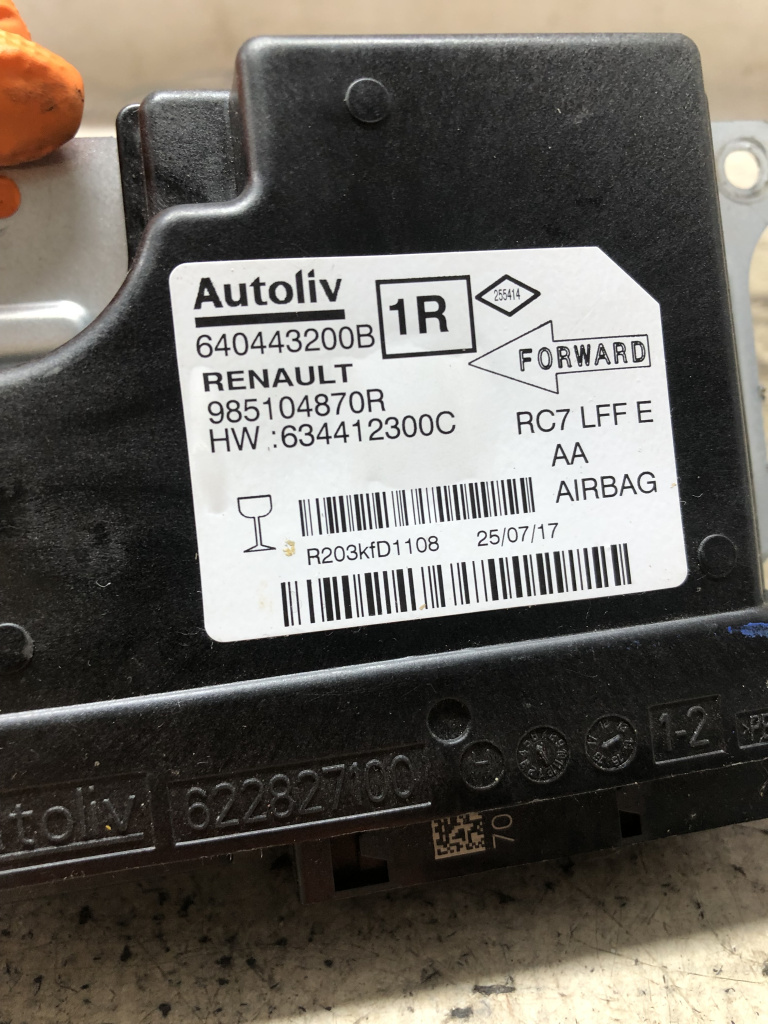 Autoliv
1R
255414
640443200B
FORWARD
RENAULT
985104870R
HW :634412300C
RC7 LFF E
AA
AIRBAG
R203kfD1108 25/07/17
1-2
622827100
70